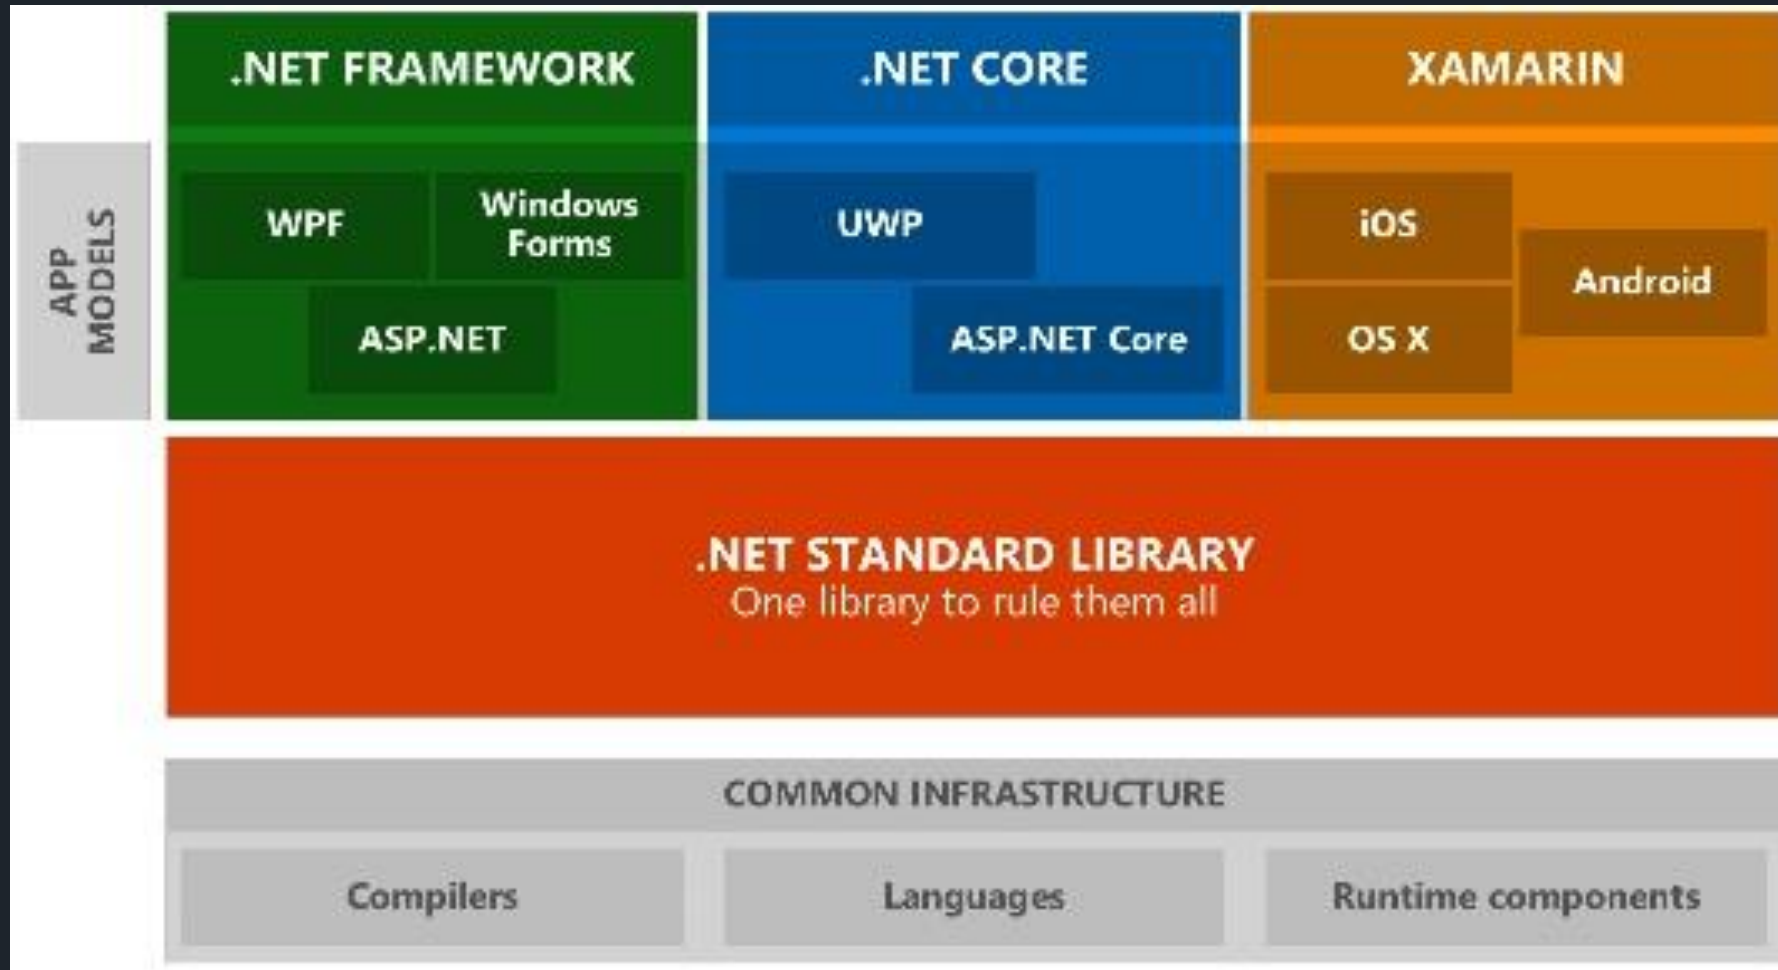 .NET FRAMEWORK
.NET CORE
XAMARIN
APP
MODELS
WPF
Windows
Forms
ASP.NET
UWP
ASP.NET Core
iOS
Android
OS X
.NET STANDARD LIBRARY
One library to rule them all
COMMON INFRASTRUCTURE
Compilers
Languages
Runtime components